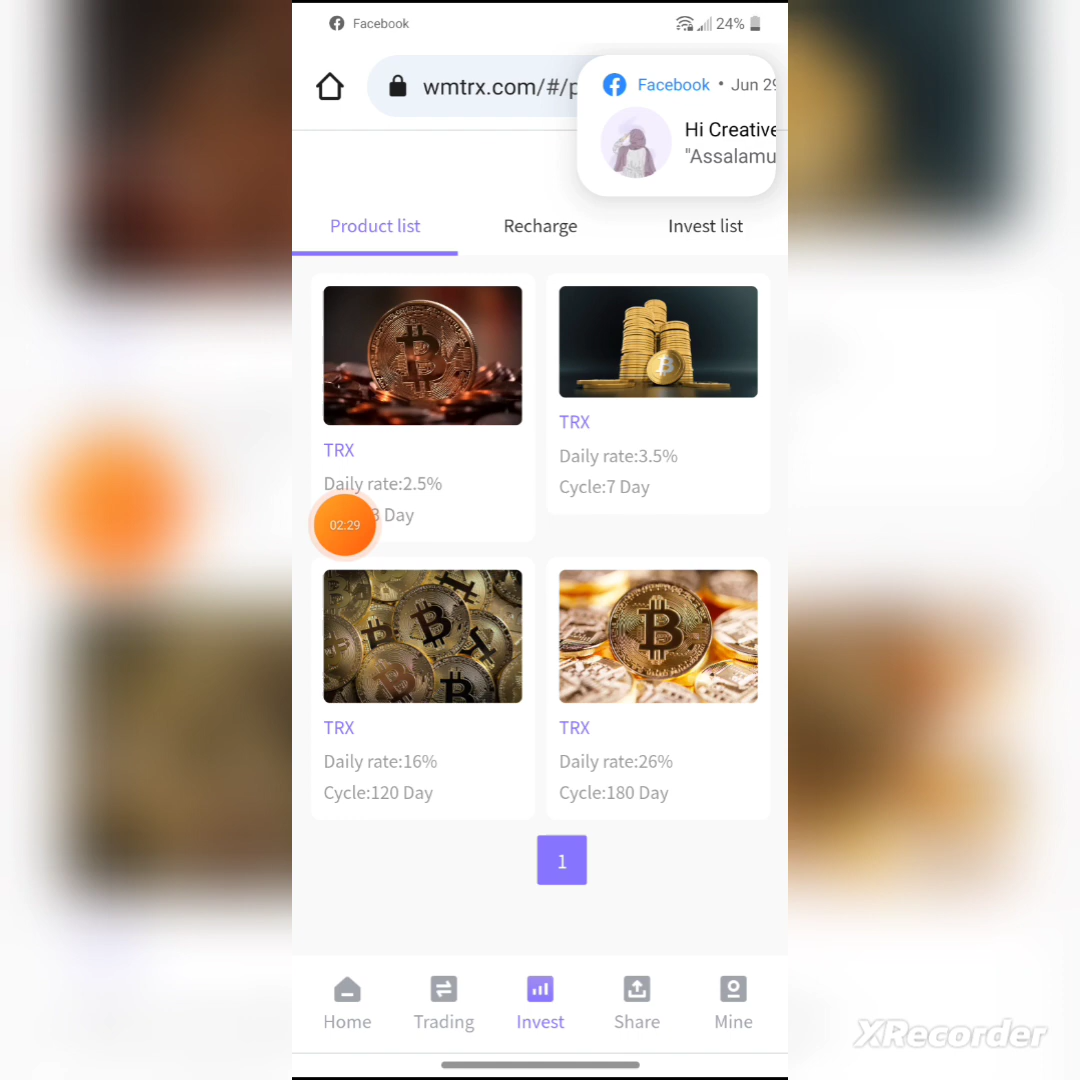 Facebook
24%
wmtrx.com/#/p
Facebook • Jun 29
Hi Creative
"Assalamu
Product list
Recharge
Invest list
TRX
Daily rate:2.5%
Day
02:29
TRX
Daily rate:3.5%
Cycle:7 Day
TRX
Daily rate:16%
Cycle:120 Day
TRX
Daily rate:26%
Cycle:180 Day
1
Home
Trading
Invest
Share
Mine
XRecorder